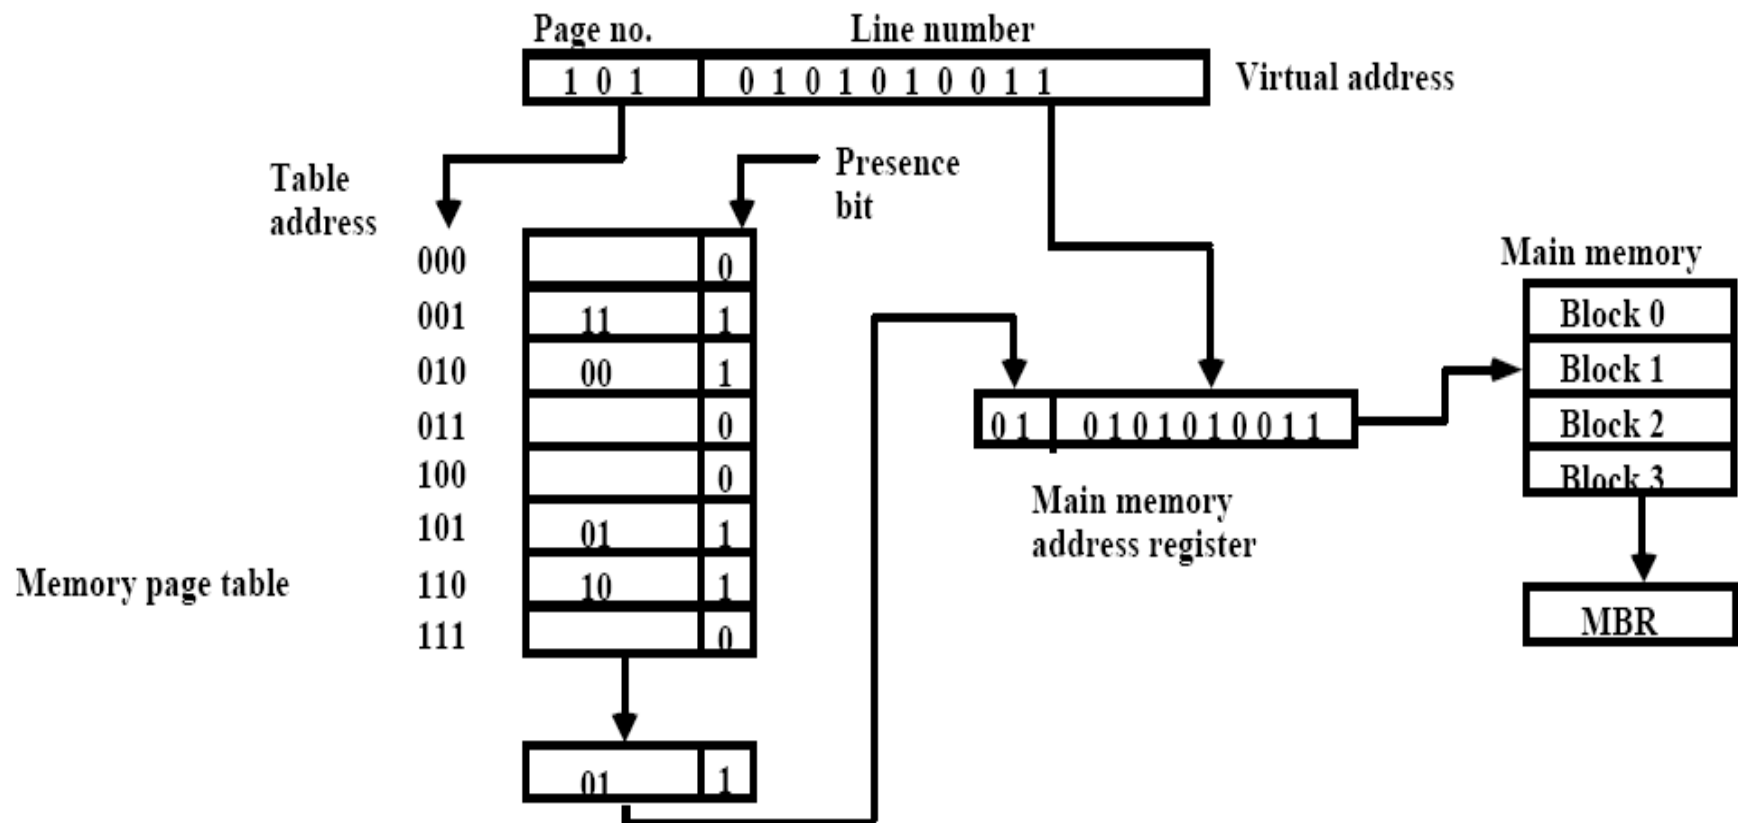 Page no. Line number
1 0 1 0 1 0 1 0 1 0 0 1 1 Virtual address
Table
address
Presence
bit
000 0
001 11 1
010 00 1
011 0
100 0
101 01 1
110 10 1
111 0
Memory page table
01 1
0 1 0 1 0 1 0 1 0 0 1 1
Main memory
address register
Main memory
Block 0
Block 1
Block 2
Block 3
MBR